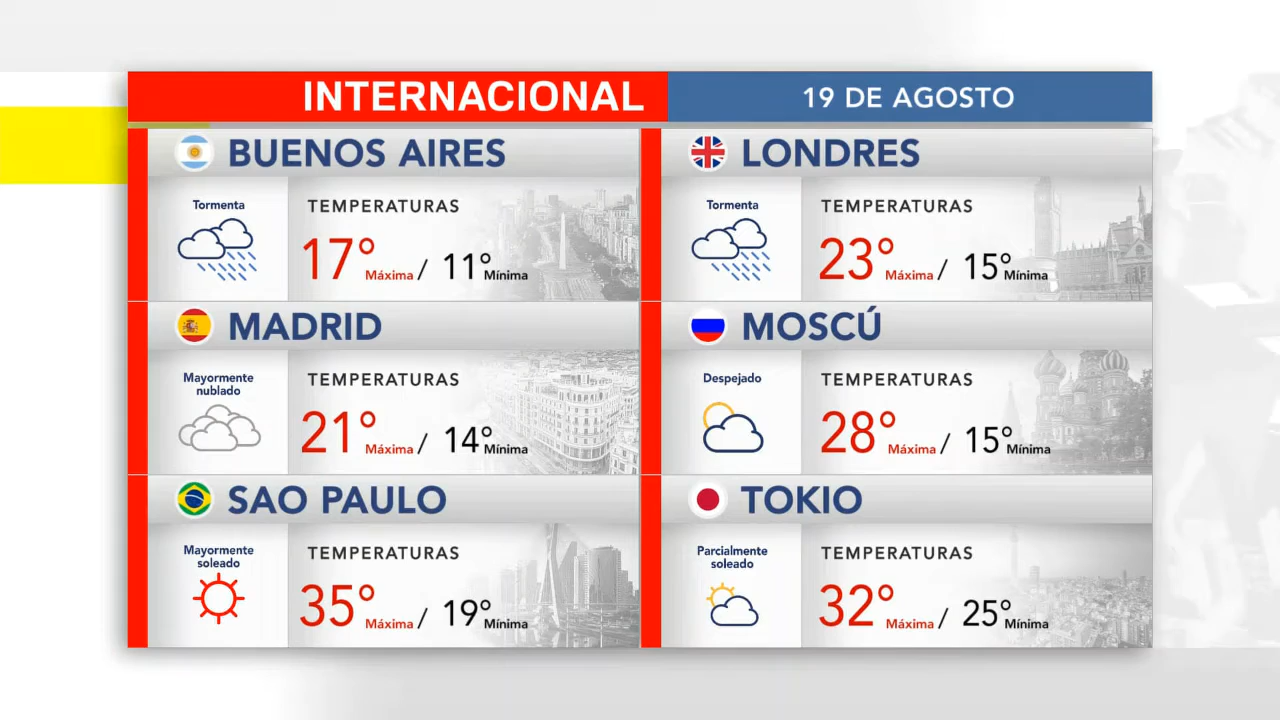 INTERNACIONAL
19 DE AGOSTO
BUENOS AIRES
Tormenta
TEMPERATURAS
17° Máxima / 11° Mínima
LONDRES
Tormenta
TEMPERATURAS
23° Máxima / 15° Mínima
MADRID
Mayormente
nublado
TEMPERATURAS
21° Máxima / 14° Mínima
MOSCÚ
Despejado
TEMPERATURAS
28° Máxima / 15° Mínima
SAO PAULO
Mayormente
soleado
TEMPERATURAS
35° Máxima / 19° Mínima
TOKIO
Parcialmente
soleado
TEMPERATURAS
32° Máxima / 25° Mínima